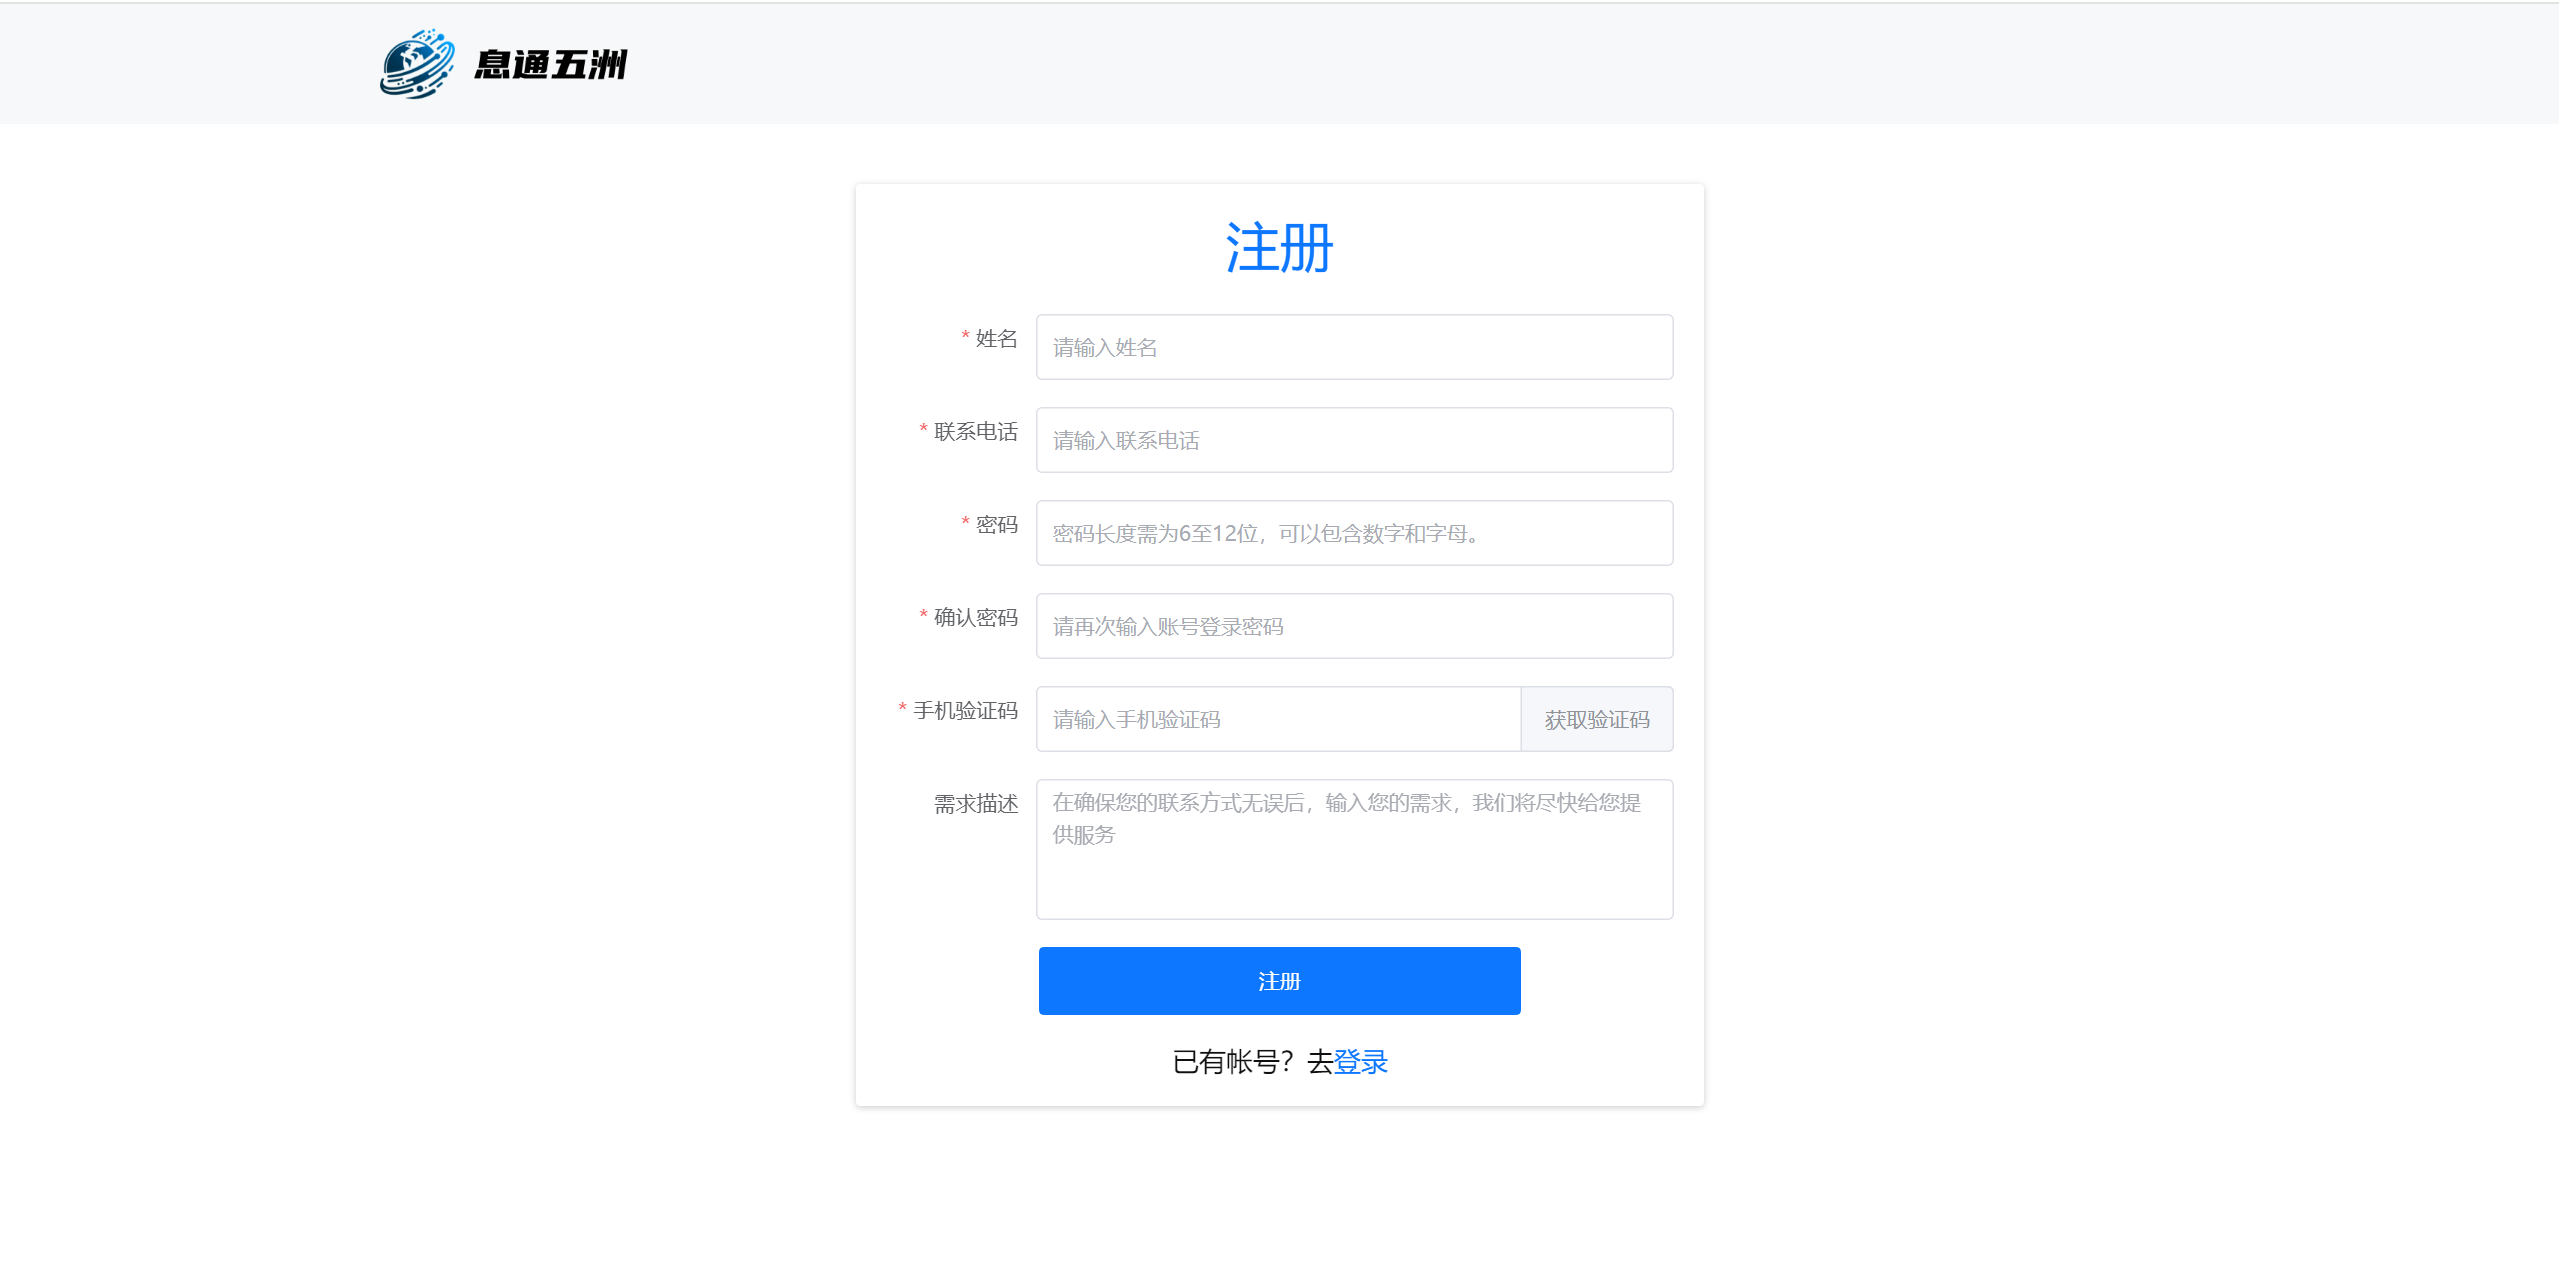 息通五洲
注册
* 姓名
请输入姓名
* 联系电话
请输入联系电话
* 密码
密码长度需为6至12位，可以包含数字和字母。
* 确认密码
请再次输入账号登录密码
* 手机验证码
请输入手机验证码
获取验证码
需求描述
在确保您的联系方式无误后，输入您的需求，我们将尽快给您提
供服务
注册
已有帐号？去登录